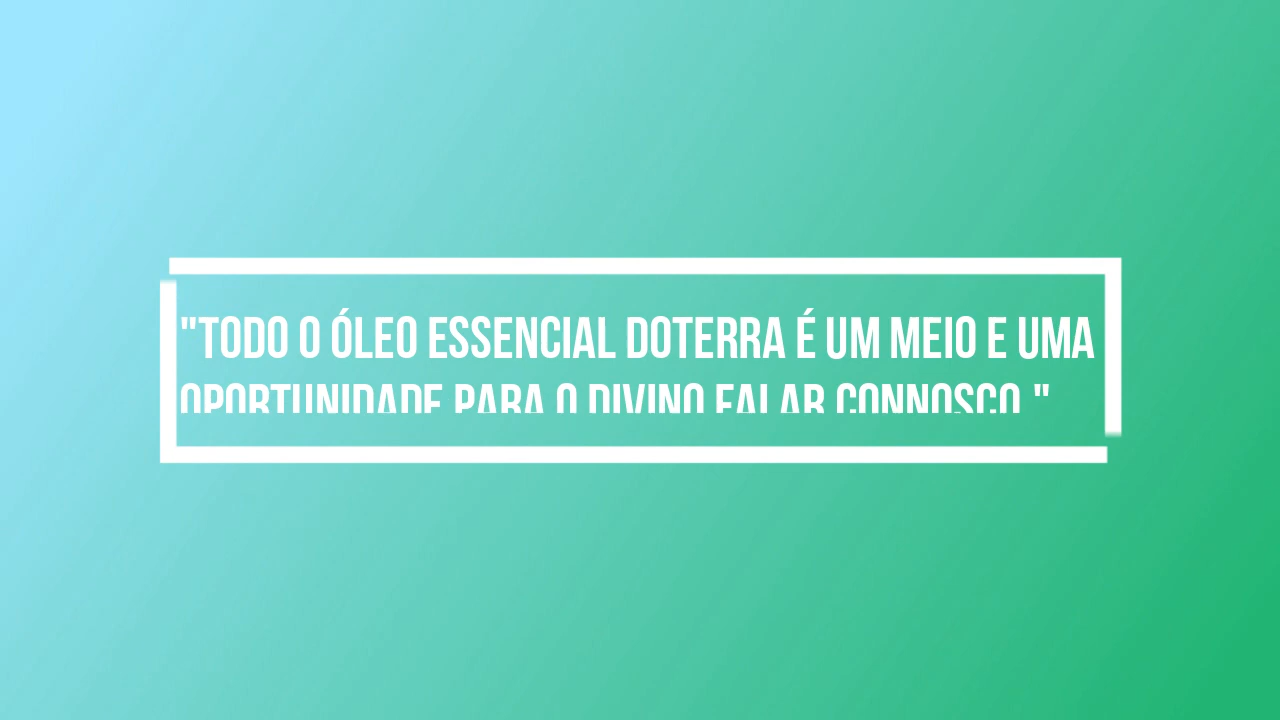 "TODO O ÓLEO ESSENCIAL DOTERRA É UM MEIO E UMA
OPORTUNIDADE PARA O DIVINO FALAR CONNOSCO."